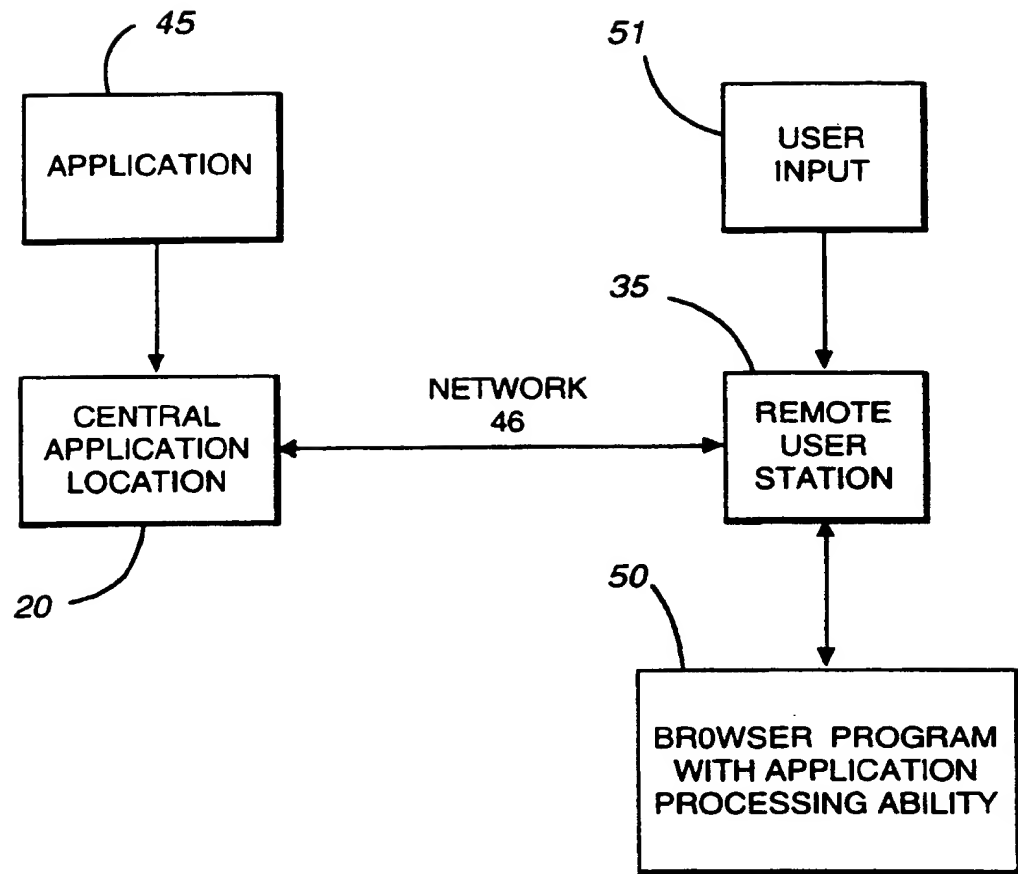 45
APPLICATION
51
USER
INPUT
CENTRAL
APPLICATION
LOCATION
20
NETWORK
46
35
REMOTE
USER
STATION
50
BR0WSER PROGRAM
WITH APPLICATION
PROCESSING ABILITY